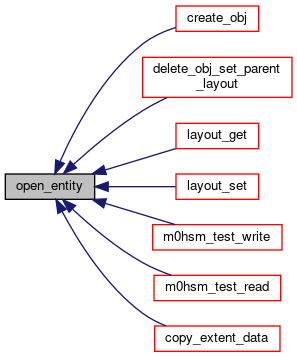 create_obj
delete_obj_set_parent
_layout
layout_get
open_entity
layout_set
m0hsm_test_write
m0hsm_test_read
copy_extent_data